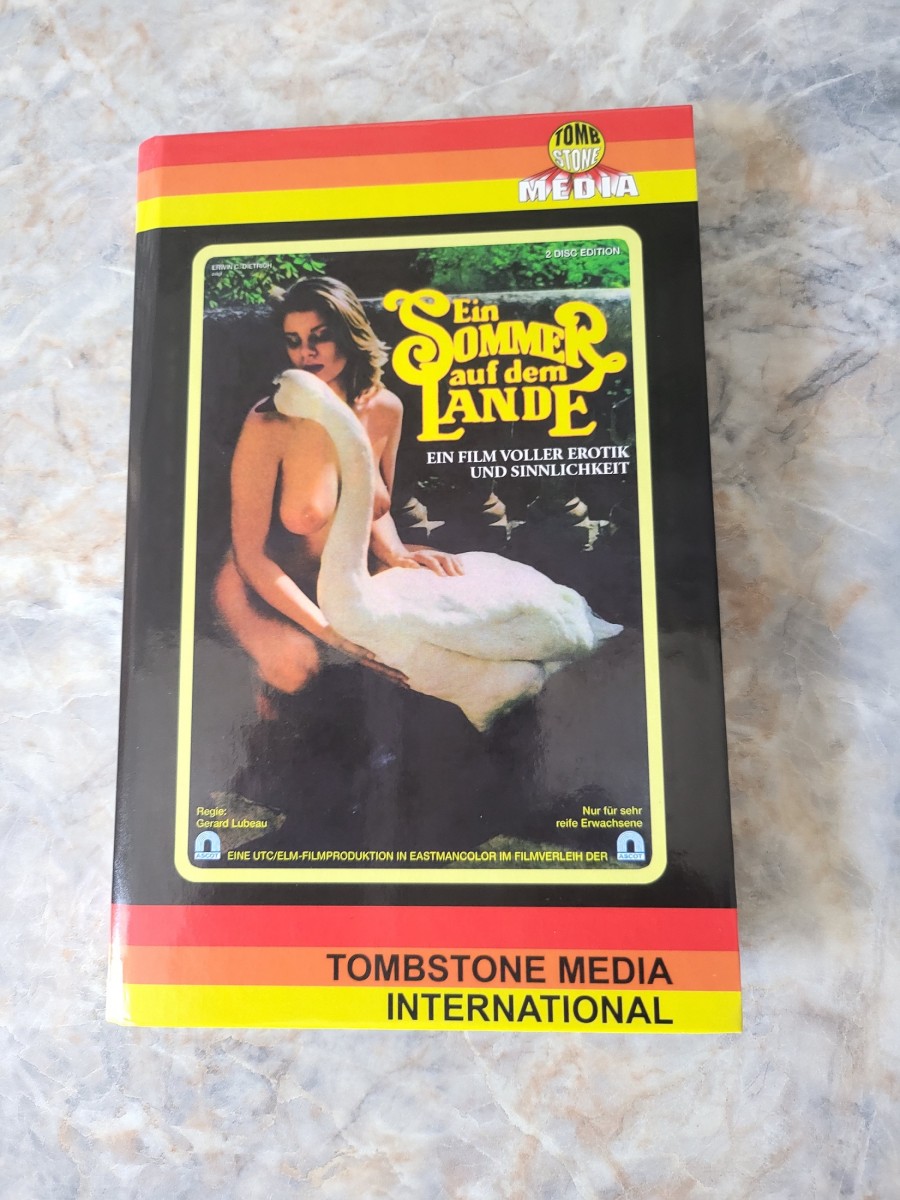 TOMB
STONE
MEDIA
ERWIN C. DIETRICH
2 DISC EDITION
Ein
SOMMER
auf dem
LANDE
EIN FILM VOLLER EROTIK
UND SINNLICHKEIT
Regie:
Gerard Lubeau
Nur für sehr
reife Erwachsene
ASCOT
EINE UTC/ELM-FILMPRODUKTION IN EASTMANCOLOR IM FILMVERLEIH DER
ASCOT
TOMBSTONE MEDIA
INTERNATIONAL